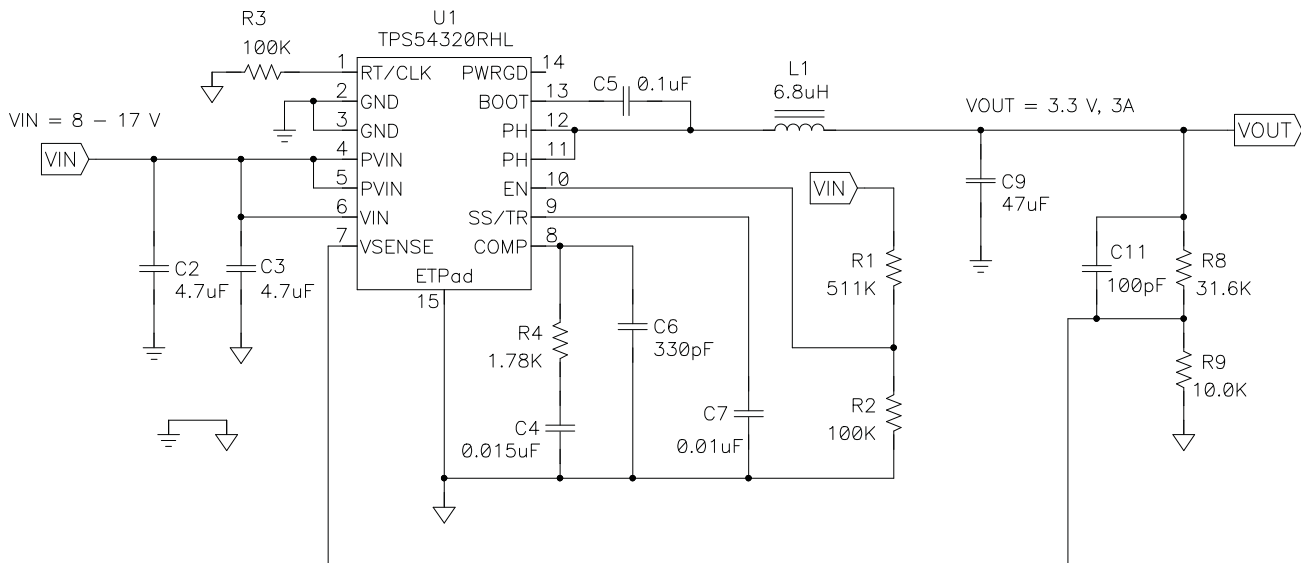 R3
100K
U1
TPS54320RHL
1
RT/CLK
2
GND
3
GND
4
PVIN
5
PVIN
6
VIN
7
VSENSE
PWRGD
14
BOOT
13
PH
12
PH
11
EN
10
SS/TR
9
COMP
8
ETPad
15
VIN = 8 – 17 V
VIN
C2
4.7uF
C3
4.7uF
C5
0.1uF
L1
6.8uH
VOUT = 3.3 V, 3A
VOUT
C9
47uF
VIN
R1
511K
R2
100K
C11
100pF
R8
31.6K
R9
10.0K
R4
1.78K
C6
330pF
C4
0.015uF
C7
0.01uF